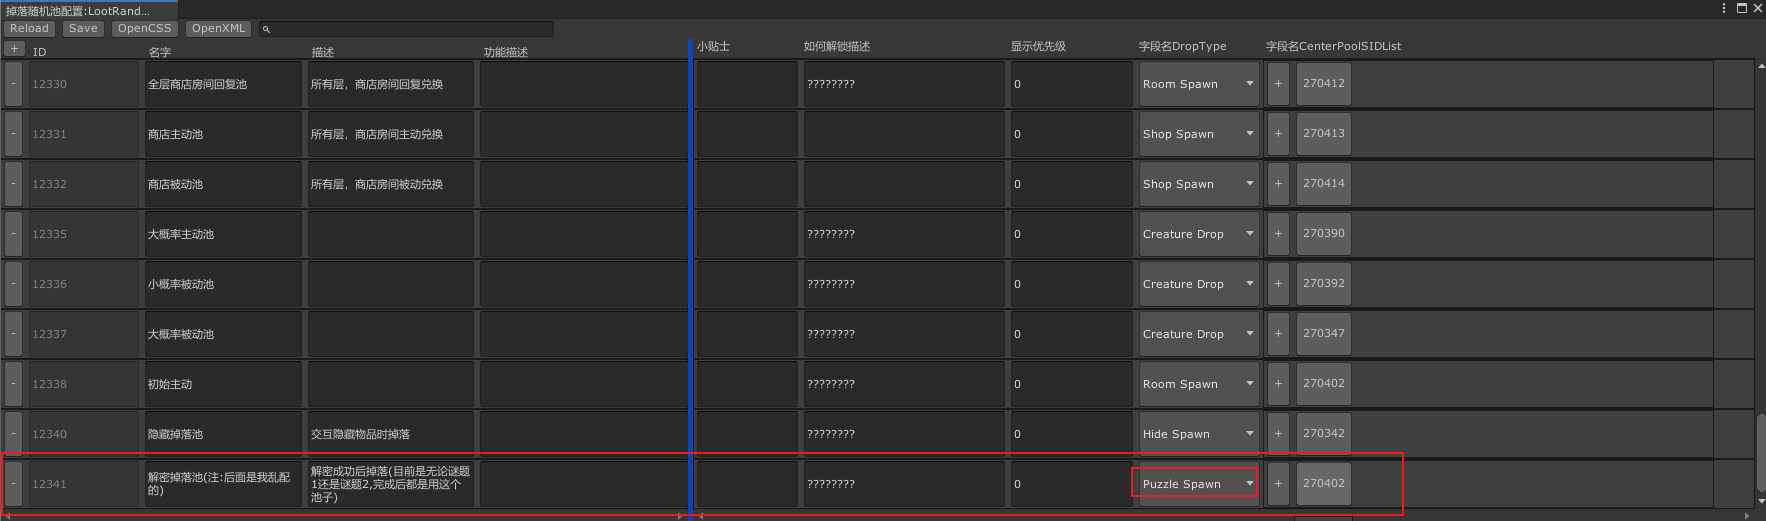 掉落随机池配置:LootRand...
Reload Save OpenCSS OpenXML
+ ID 名字 描述 功能描述 小贴士 如何解锁描述 显示优先级 字段名DropType 字段名CenterPoolSIDList
- 12330 全层商店房间回复池 所有层，商店房间回复兑换 ???????? 0 Room Spawn + 270412
- 12331 商店主动池 所有层，商店房间主动兑换 0 Shop Spawn + 270413
- 12332 商店被动池 所有层，商店房间被动兑换 0 Shop Spawn + 270414
- 12335 大概率主动池 ???????? 0 Creature Drop + 270390
- 12336 小概率被动池 ???????? 0 Creature Drop + 270392
- 12337 大概率被动池 ???????? 0 Creature Drop + 270347
- 12338 初始主动 ???????? 0 Room Spawn + 270402
- 12340 隐藏掉落池 交互隐藏物品时掉落 ???????? 0 Hide Spawn + 270342
- 12341 解密掉落池(注:后面是我乱配
的)
解密成功后掉落(目前是无论谜题
1还是谜题2,完成后都是用这个
池子)
???????? 0 Puzzle Spawn + 270402